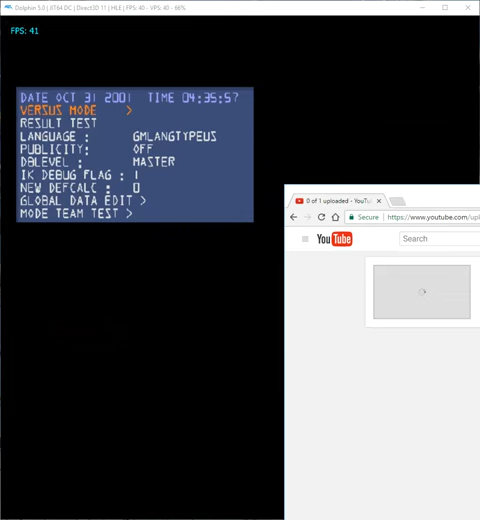 Dolphin 5.0 | JIT64 DC | Direct3D 11 | HLE | FPS: 40 - VPS: 40 - 66%
FPS: 41
DATE OCT 31 2001 TIME 04:35:57
VERSUS MODE >
RESULT TEST
LANGUAGE : GMLANGTYPEUS
PUBLICITY: OFF
DBLEVEL : MASTER
IK DEBUG FLAG : 1
NEW DEFCALC : 0
GLOBAL DATA EDIT >
MODE TEAM TEST >
0 of 1 uploaded - YouTu
Secure https://www.youtube.com/upl
YouTube Search